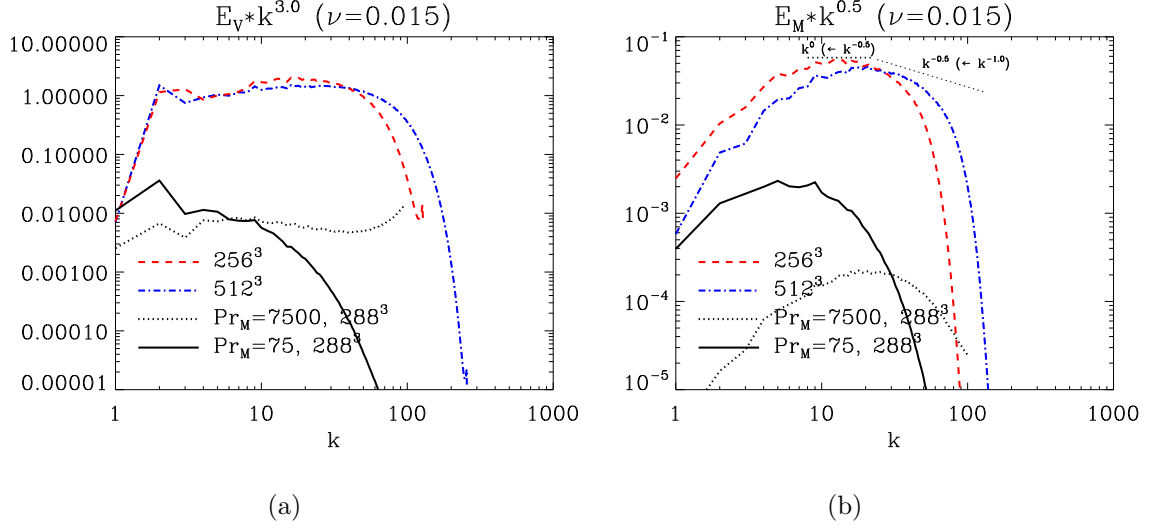 E_V*k^3.0 (ν=0.015)
10.00000
1.00000
0.10000
0.01000
0.00100
0.00010
0.00001
256^3
512^3
Pr_M=7500, 288^3
Pr_M=75, 288^3
1 10 100 1000
k
(a)
E_M*k^0.5 (ν=0.015)
k^0 (← k^-0.5)
k^-0.5 (← k^-1.0)
10^-1
10^-2
10^-3
10^-4
10^-5
256^3
512^3
Pr_M=7500, 288^3
Pr_M=75, 288^3
1 10 100 1000
k
(b)